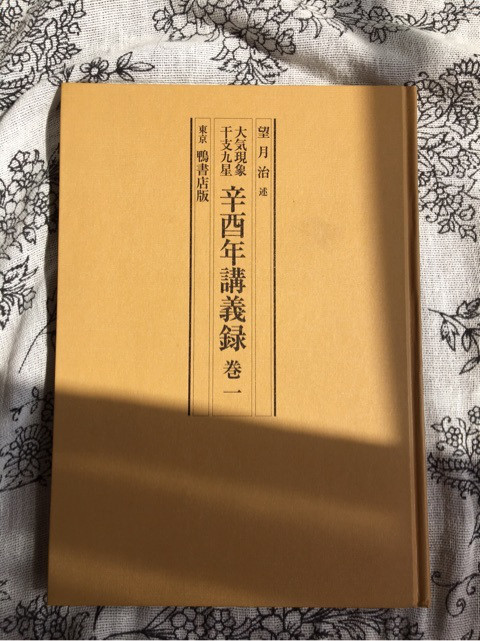 望月治 述
大気現象
干支九星
辛酉年講義録 巻一
東京 鴨書店版